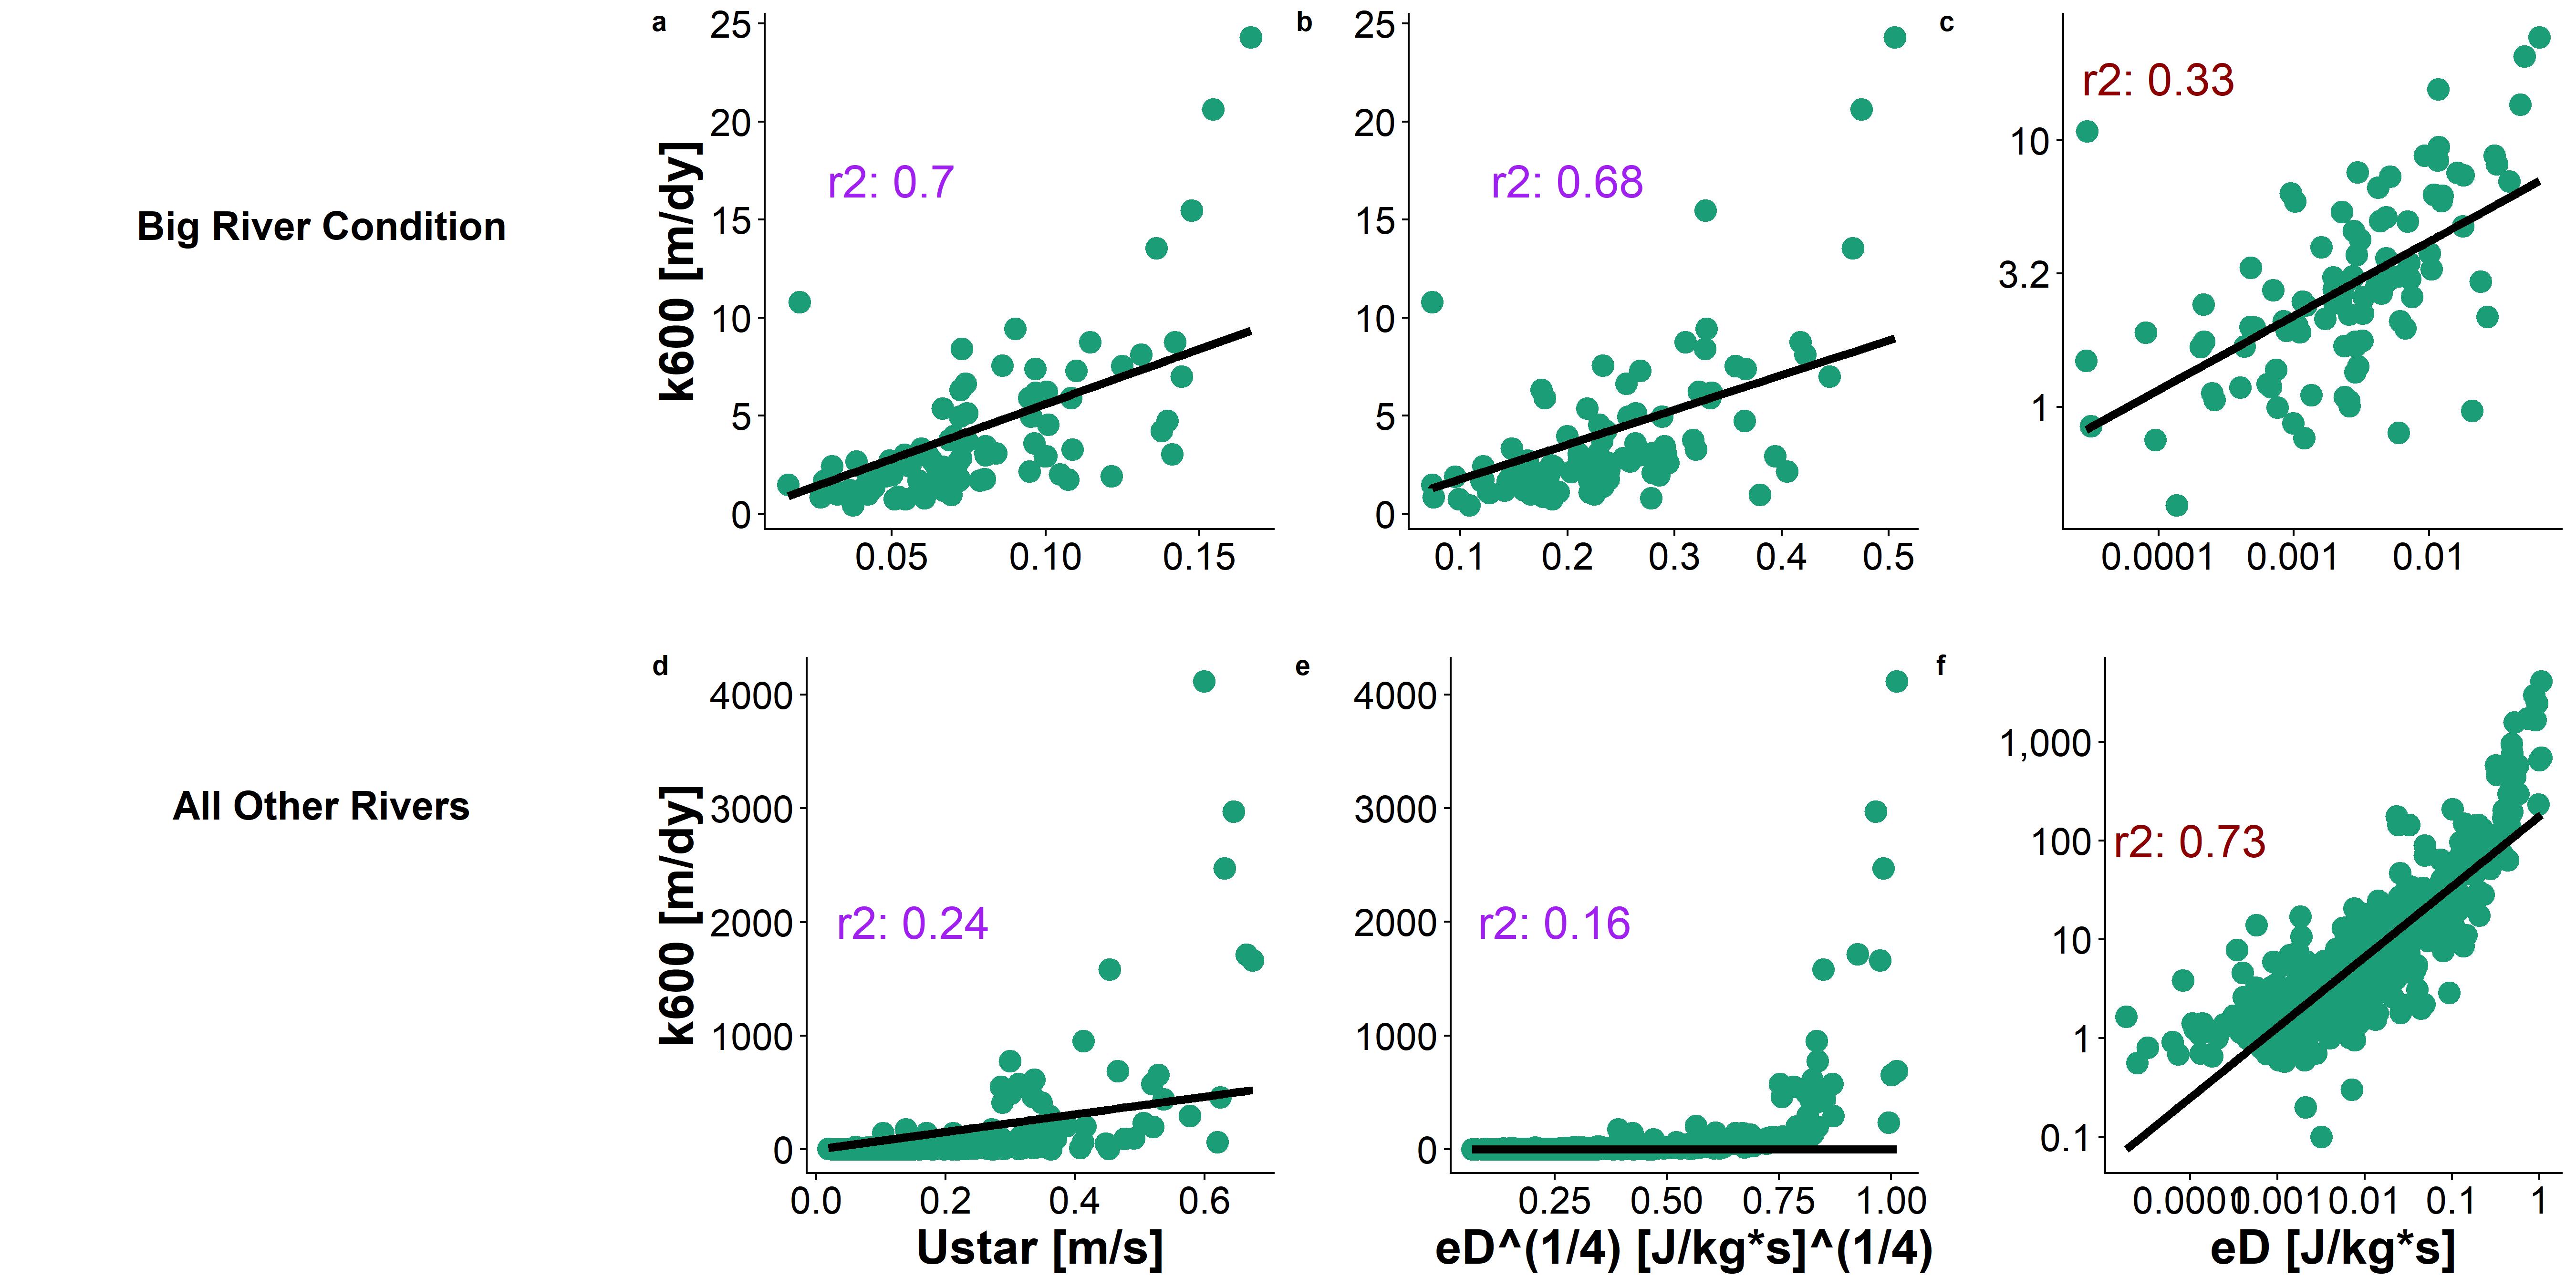 a
b
c
25
20
15
10
5
0
k600 [m/dy]
r2: 0.7
0.05
0.10
0.15
25
20
15
10
5
0
r2: 0.68
0.1
0.2
0.3
0.4
0.5
10
3.2
1
r2: 0.33
0.0001
0.001
0.01
Big River Condition
d
e
f
4000
3000
2000
1000
0
k600 [m/dy]
r2: 0.24
0.0
0.2
0.4
0.6
Ustar [m/s]
4000
3000
2000
1000
0
r2: 0.16
0.25
0.50
0.75
1.00
eD^(1/4) [J/kg*s]^(1/4)
1,000
100
10
1
0.1
r2: 0.73
0.0001
0.001
0.01
0.1
1
eD [J/kg*s]
All Other Rivers